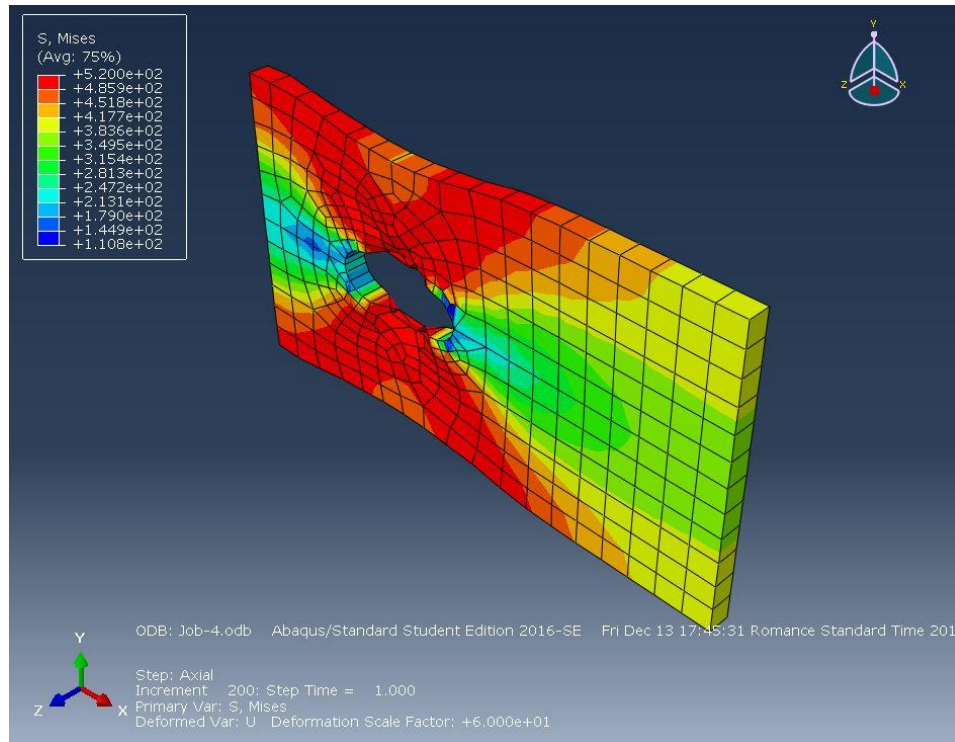 S, Mises
(Avg: 75%)
+5.200e+02
+4.859e+02
+4.518e+02
+4.177e+02
+3.836e+02
+3.495e+02
+3.154e+02
+2.813e+02
+2.472e+02
+2.131e+02
+1.790e+02
+1.449e+02
+1.108e+02
Y
Z X
ODB: Job-4.odb Abaqus/Standard Student Edition 2016-SE Fri Dec 13 17:45:31 Romance Standard Time 201
Y
Z X
Step: Axial
Increment 200: Step Time = 1.000
Primary Var: S, Mises
Deformed Var: U Deformation Scale Factor: +6.000e+01